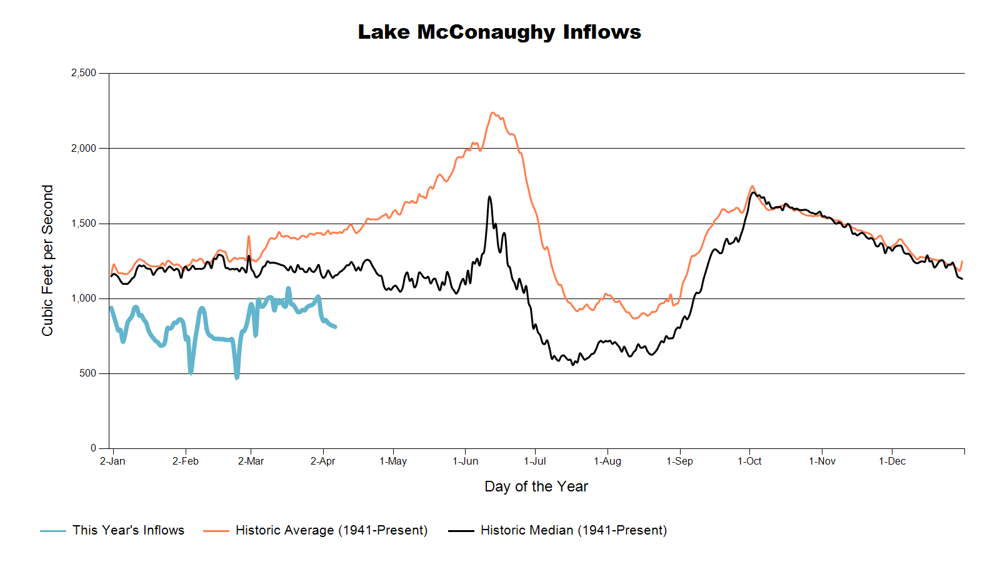 Lake McConaughy Inflows
2,500
2,000
1,500
1,000
500
0
Cubic Feet per Second
2-Jan 2-Feb 2-Mar 2-Apr 1-May 1-Jun 1-Jul 1-Aug 1-Sep 1-Oct 1-Nov 1-Dec
Day of the Year
This Year's Inflows Historic Average (1941-Present) Historic Median (1941-Present)